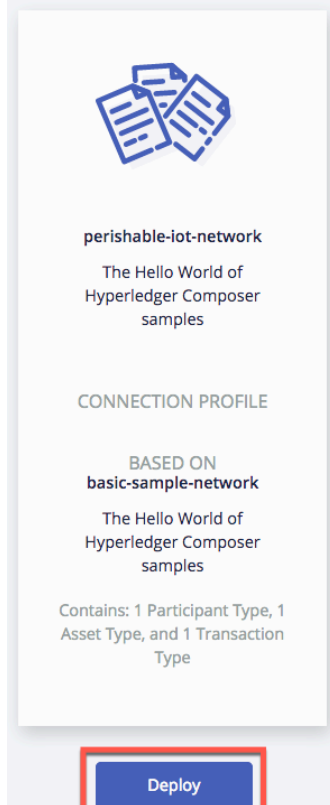 perishable-iot-network
The Hello World of
Hyperledger Composer
samples
CONNECTION PROFILE
BASED ON
basic-sample-network
The Hello World of
Hyperledger Composer
samples
Contains: 1 Participant Type, 1
Asset Type, and 1 Transaction
Type
Deploy